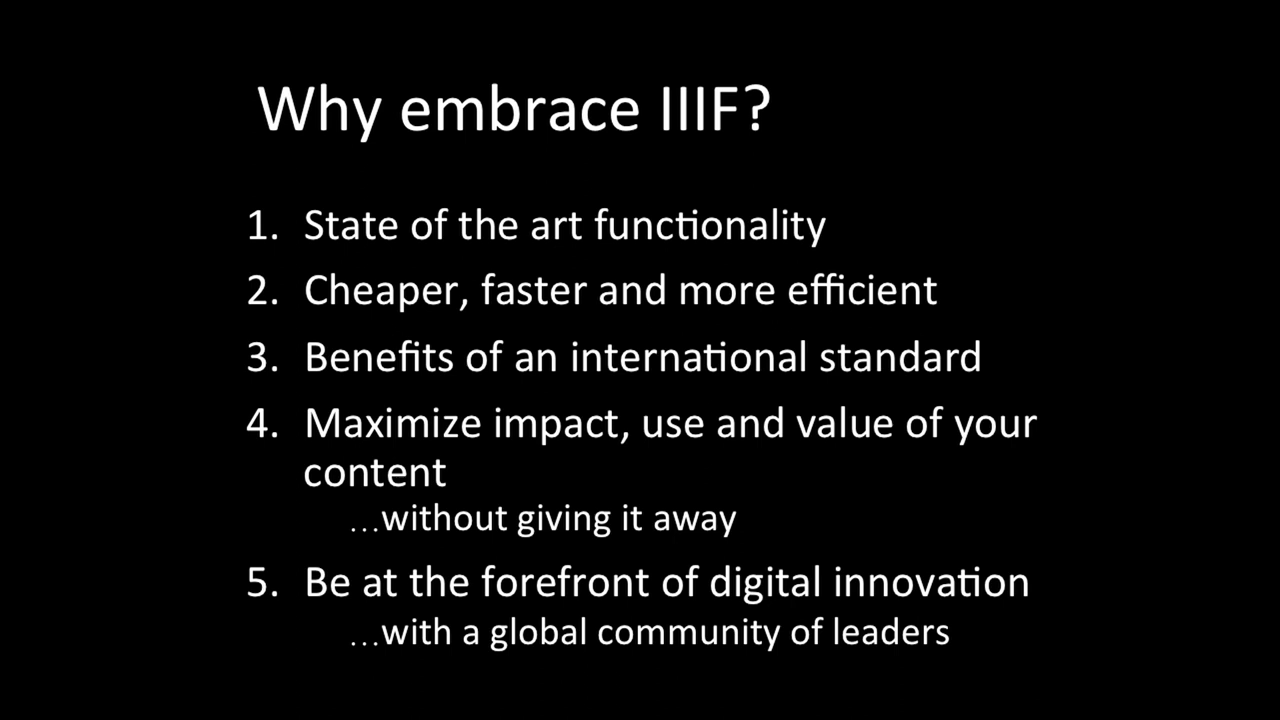 Why embrace IIIF?
1. State of the art functionality
2. Cheaper, faster and more efficient
3. Benefits of an international standard
4. Maximize impact, use and value of your
content
...without giving it away
5. Be at the forefront of digital innovation
...with a global community of leaders